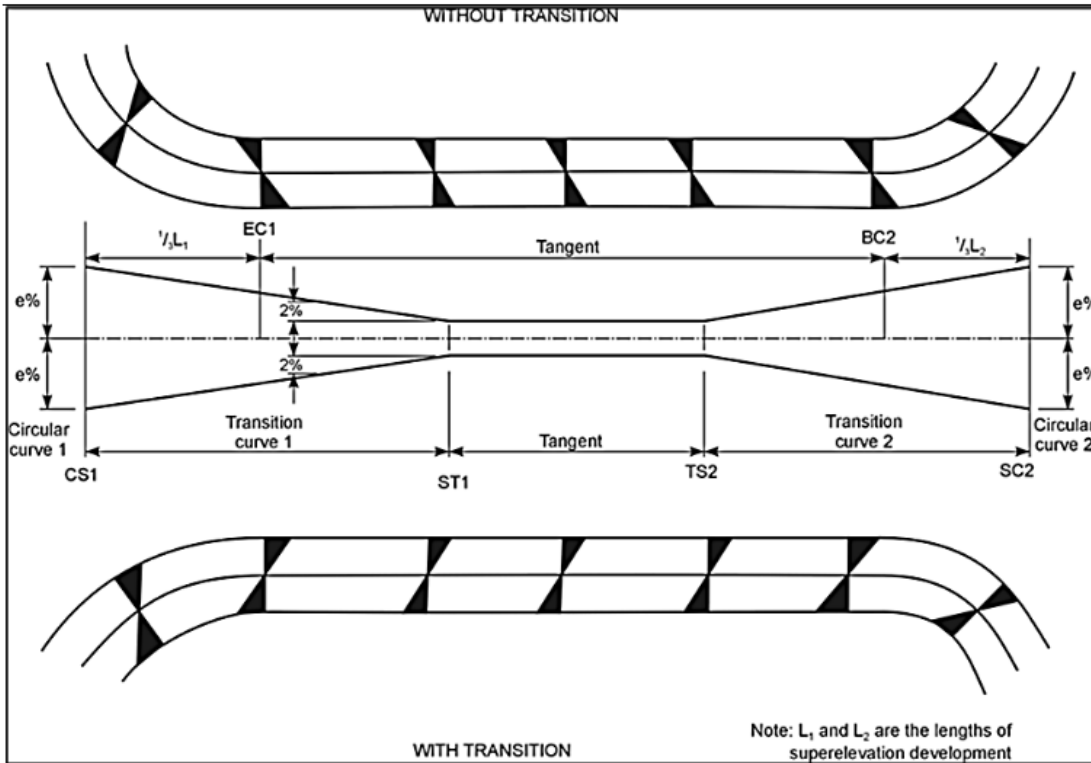 WITHOUT TRANSITION
EC1
BC2
¹/₃L₁
Tangent
¹/₃L₂
e%
2%
e%
e%
2%
e%
Circular
curve 1
Transition
curve 1
Tangent
Transition
curve 2
Circular
curve 2
CS1
ST1
TS2
SC2
Note: L₁ and L₂ are the lengths of
superelevation development
WITH TRANSITION